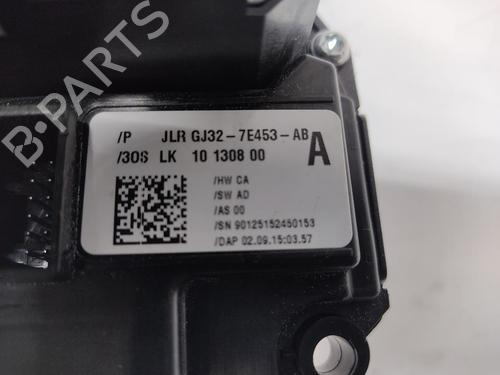 /P JLR GJ32-7E453-AB
/30S LK 10 1308 00 A
/HW CA
/SW AD
/AS 00
/SN 90125152450153
/DAP 02.09.15:03.57
B-PARTS